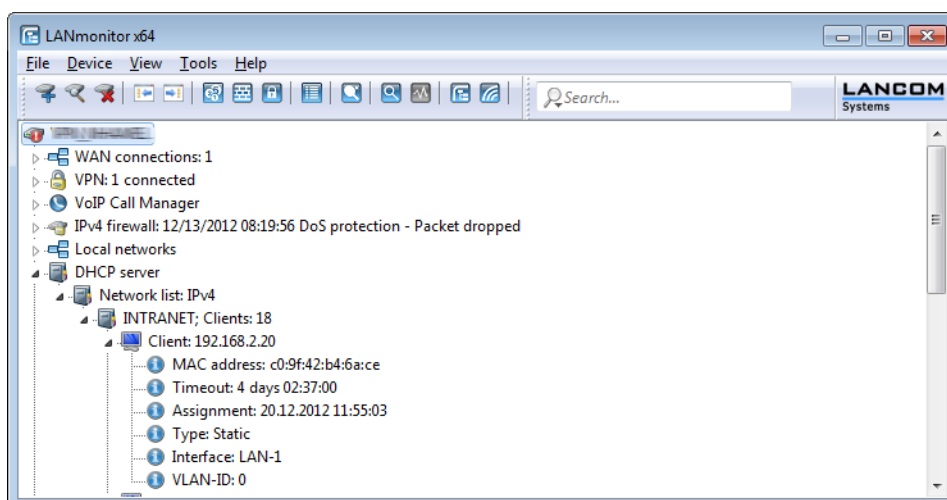 LANmonitor x64
File Device View Tools Help
Search...
LANCOM
Systems
WAN connections: 1
VPN: 1 connected
VoIP Call Manager
IPv4 firewall: 12/13/2012 08:19:56 DoS protection - Packet dropped
Local networks
DHCP server
Network list: IPv4
INTRANET; Clients: 18
Client: 192.168.2.20
MAC address: c0:9f:42:b4:6a:ce
Timeout: 4 days 02:37:00
Assignment: 20.12.2012 11:55:03
Type: Static
Interface: LAN-1
VLAN-ID: 0